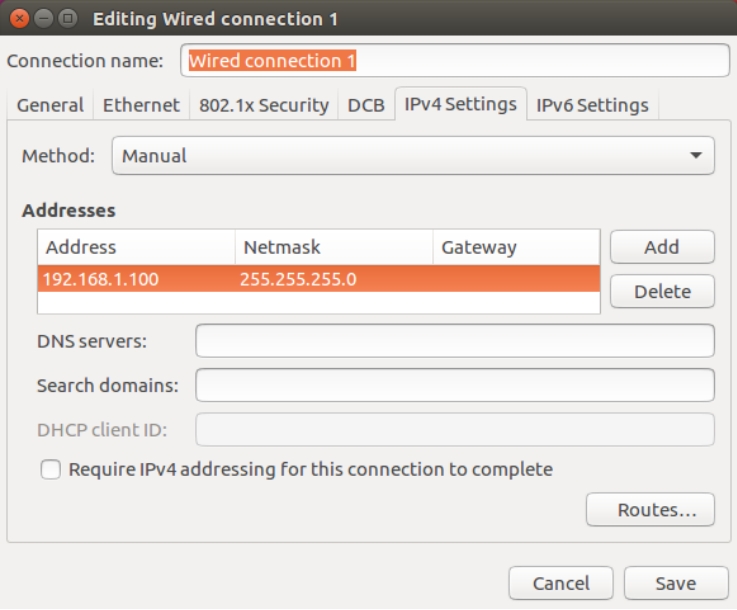 Editing Wired connection 1
Connection name: Wired connection 1
General Ethernet 802.1x Security DCB IPv4 Settings IPv6 Settings
Method: Manual
Addresses
Address Netmask Gateway Add
192.168.1.100 255.255.255.0
Delete
DNS servers:
Search domains:
DHCP client ID:
Require IPv4 addressing for this connection to complete
Routes...
Cancel Save